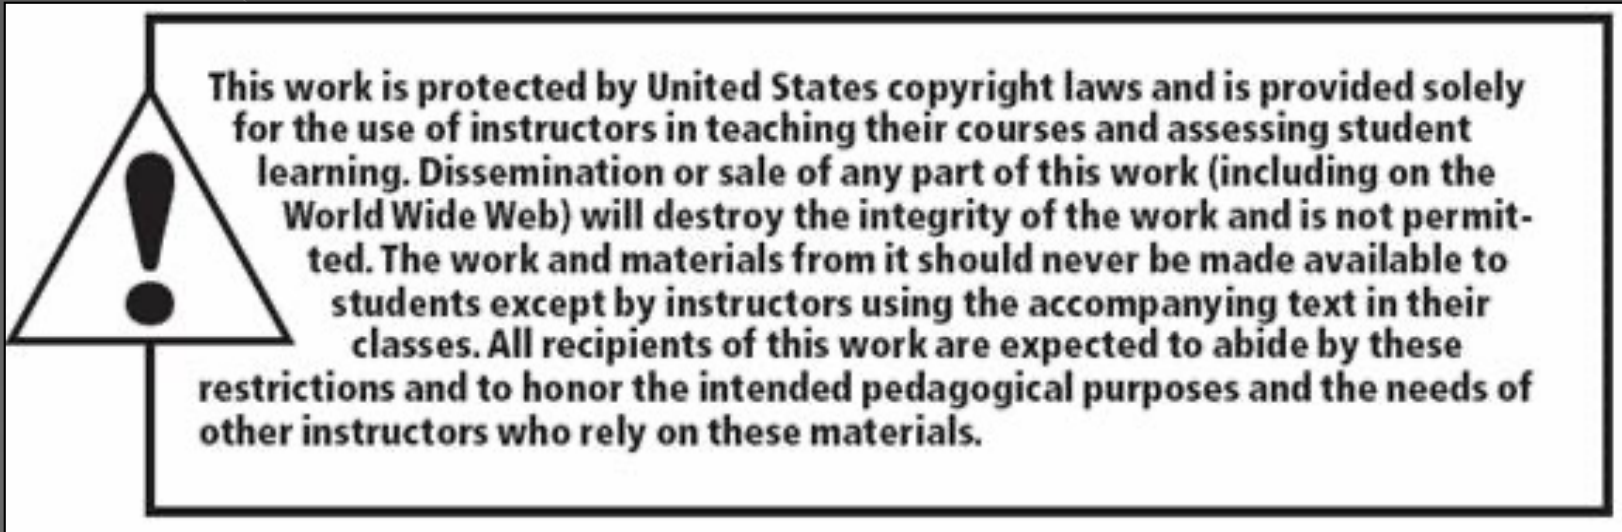 This work is protected by United States copyright laws and is provided solely
for the use of instructors in teaching their courses and assessing student
learning. Dissemination or sale of any part of this work (including on the
World Wide Web) will destroy the integrity of the work and is not permit-
ted. The work and materials from it should never be made available to
students except by instructors using the accompanying text in their
classes. All recipients of this work are expected to abide by these
restrictions and to honor the intended pedagogical purposes and the needs of
other instructors who rely on these materials.